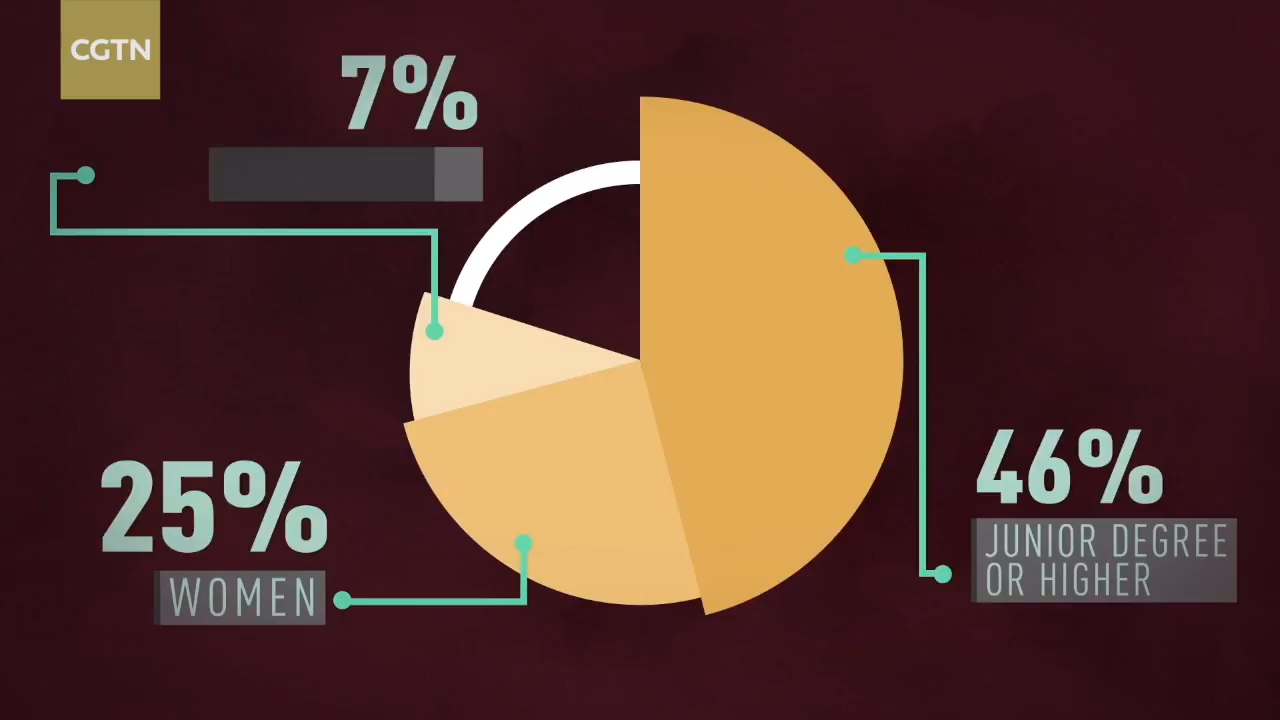 CGTN
7%
25%
WOMEN
46%
JUNIOR DEGREE
OR HIGHER